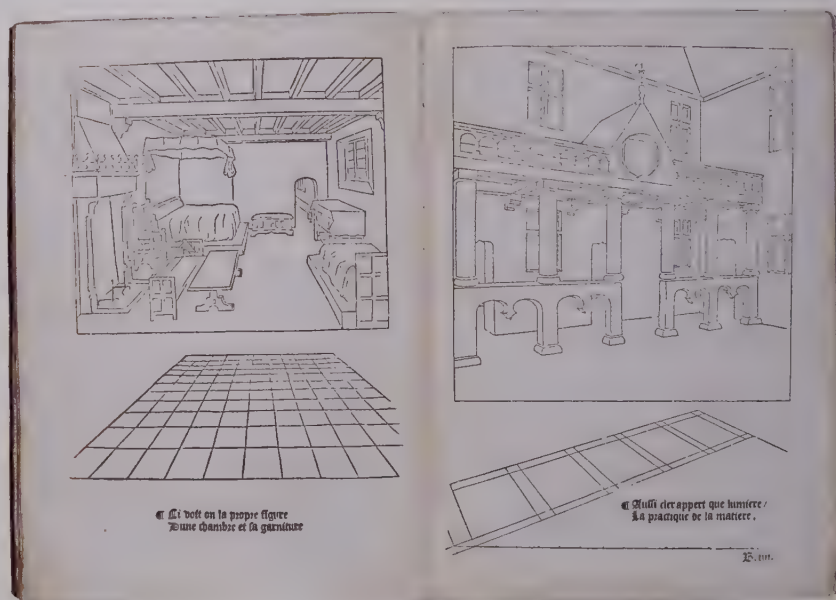 ¶ Ci voit on la propre figure
Dune chambre et sa garniture
¶ Aussi cler appert que lumiere /
La practique de la matiere.
B. iiii.